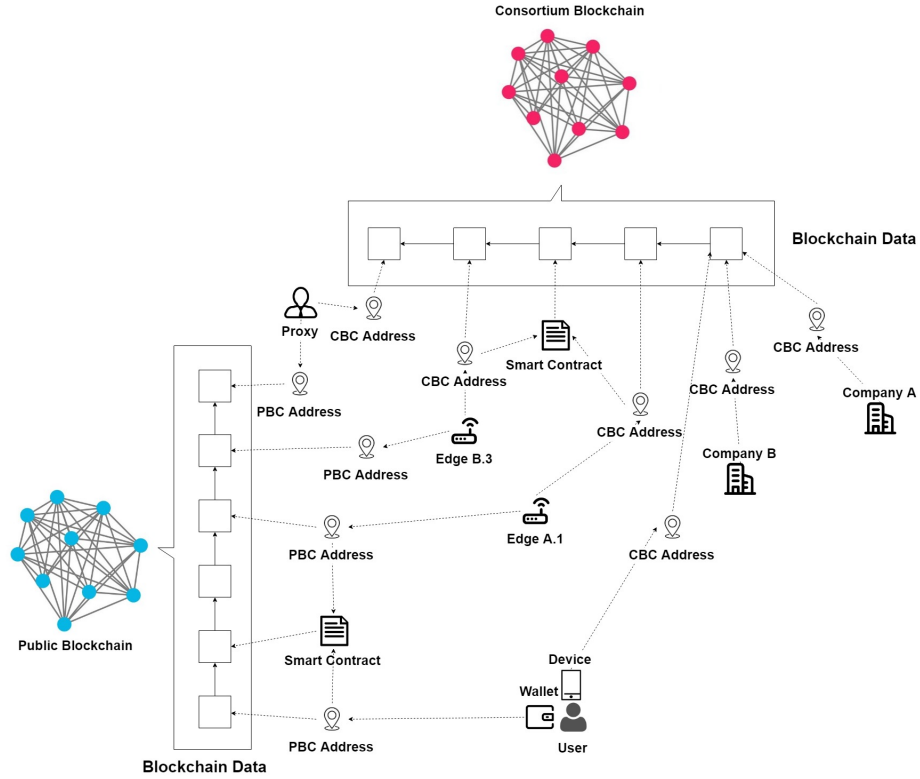 Consortium Blockchain
Blockchain Data
Proxy
CBC Address
Smart Contract
CBC Address
CBC Address
CBC Address
Company A
PBC Address
CBC Address
Edge B.3
PBC Address
Company B
Edge A.1
PBC Address
CBC Address
Public Blockchain
Smart Contract
Device
Wallet
User
PBC Address
Blockchain Data